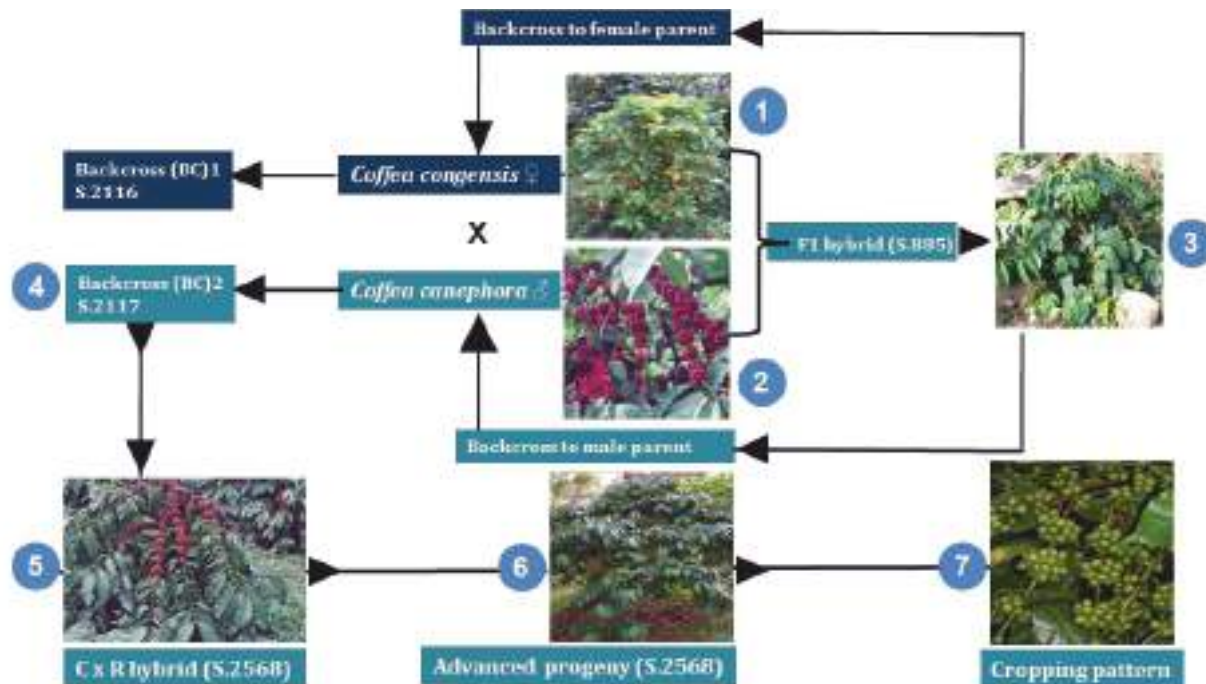 Backcross to female parent
1
Backcross (BC)1
S.2116
Coffea congensis ♀
X
F1 hybrid (S.885)
3
4
Backcross (BC)2
S.2117
Coffea canephora ♂
2
Backcross to male parent
5
6
7
C x R hybrid (S.2568)
Advanced progeny (S.2568)
Cropping pattern